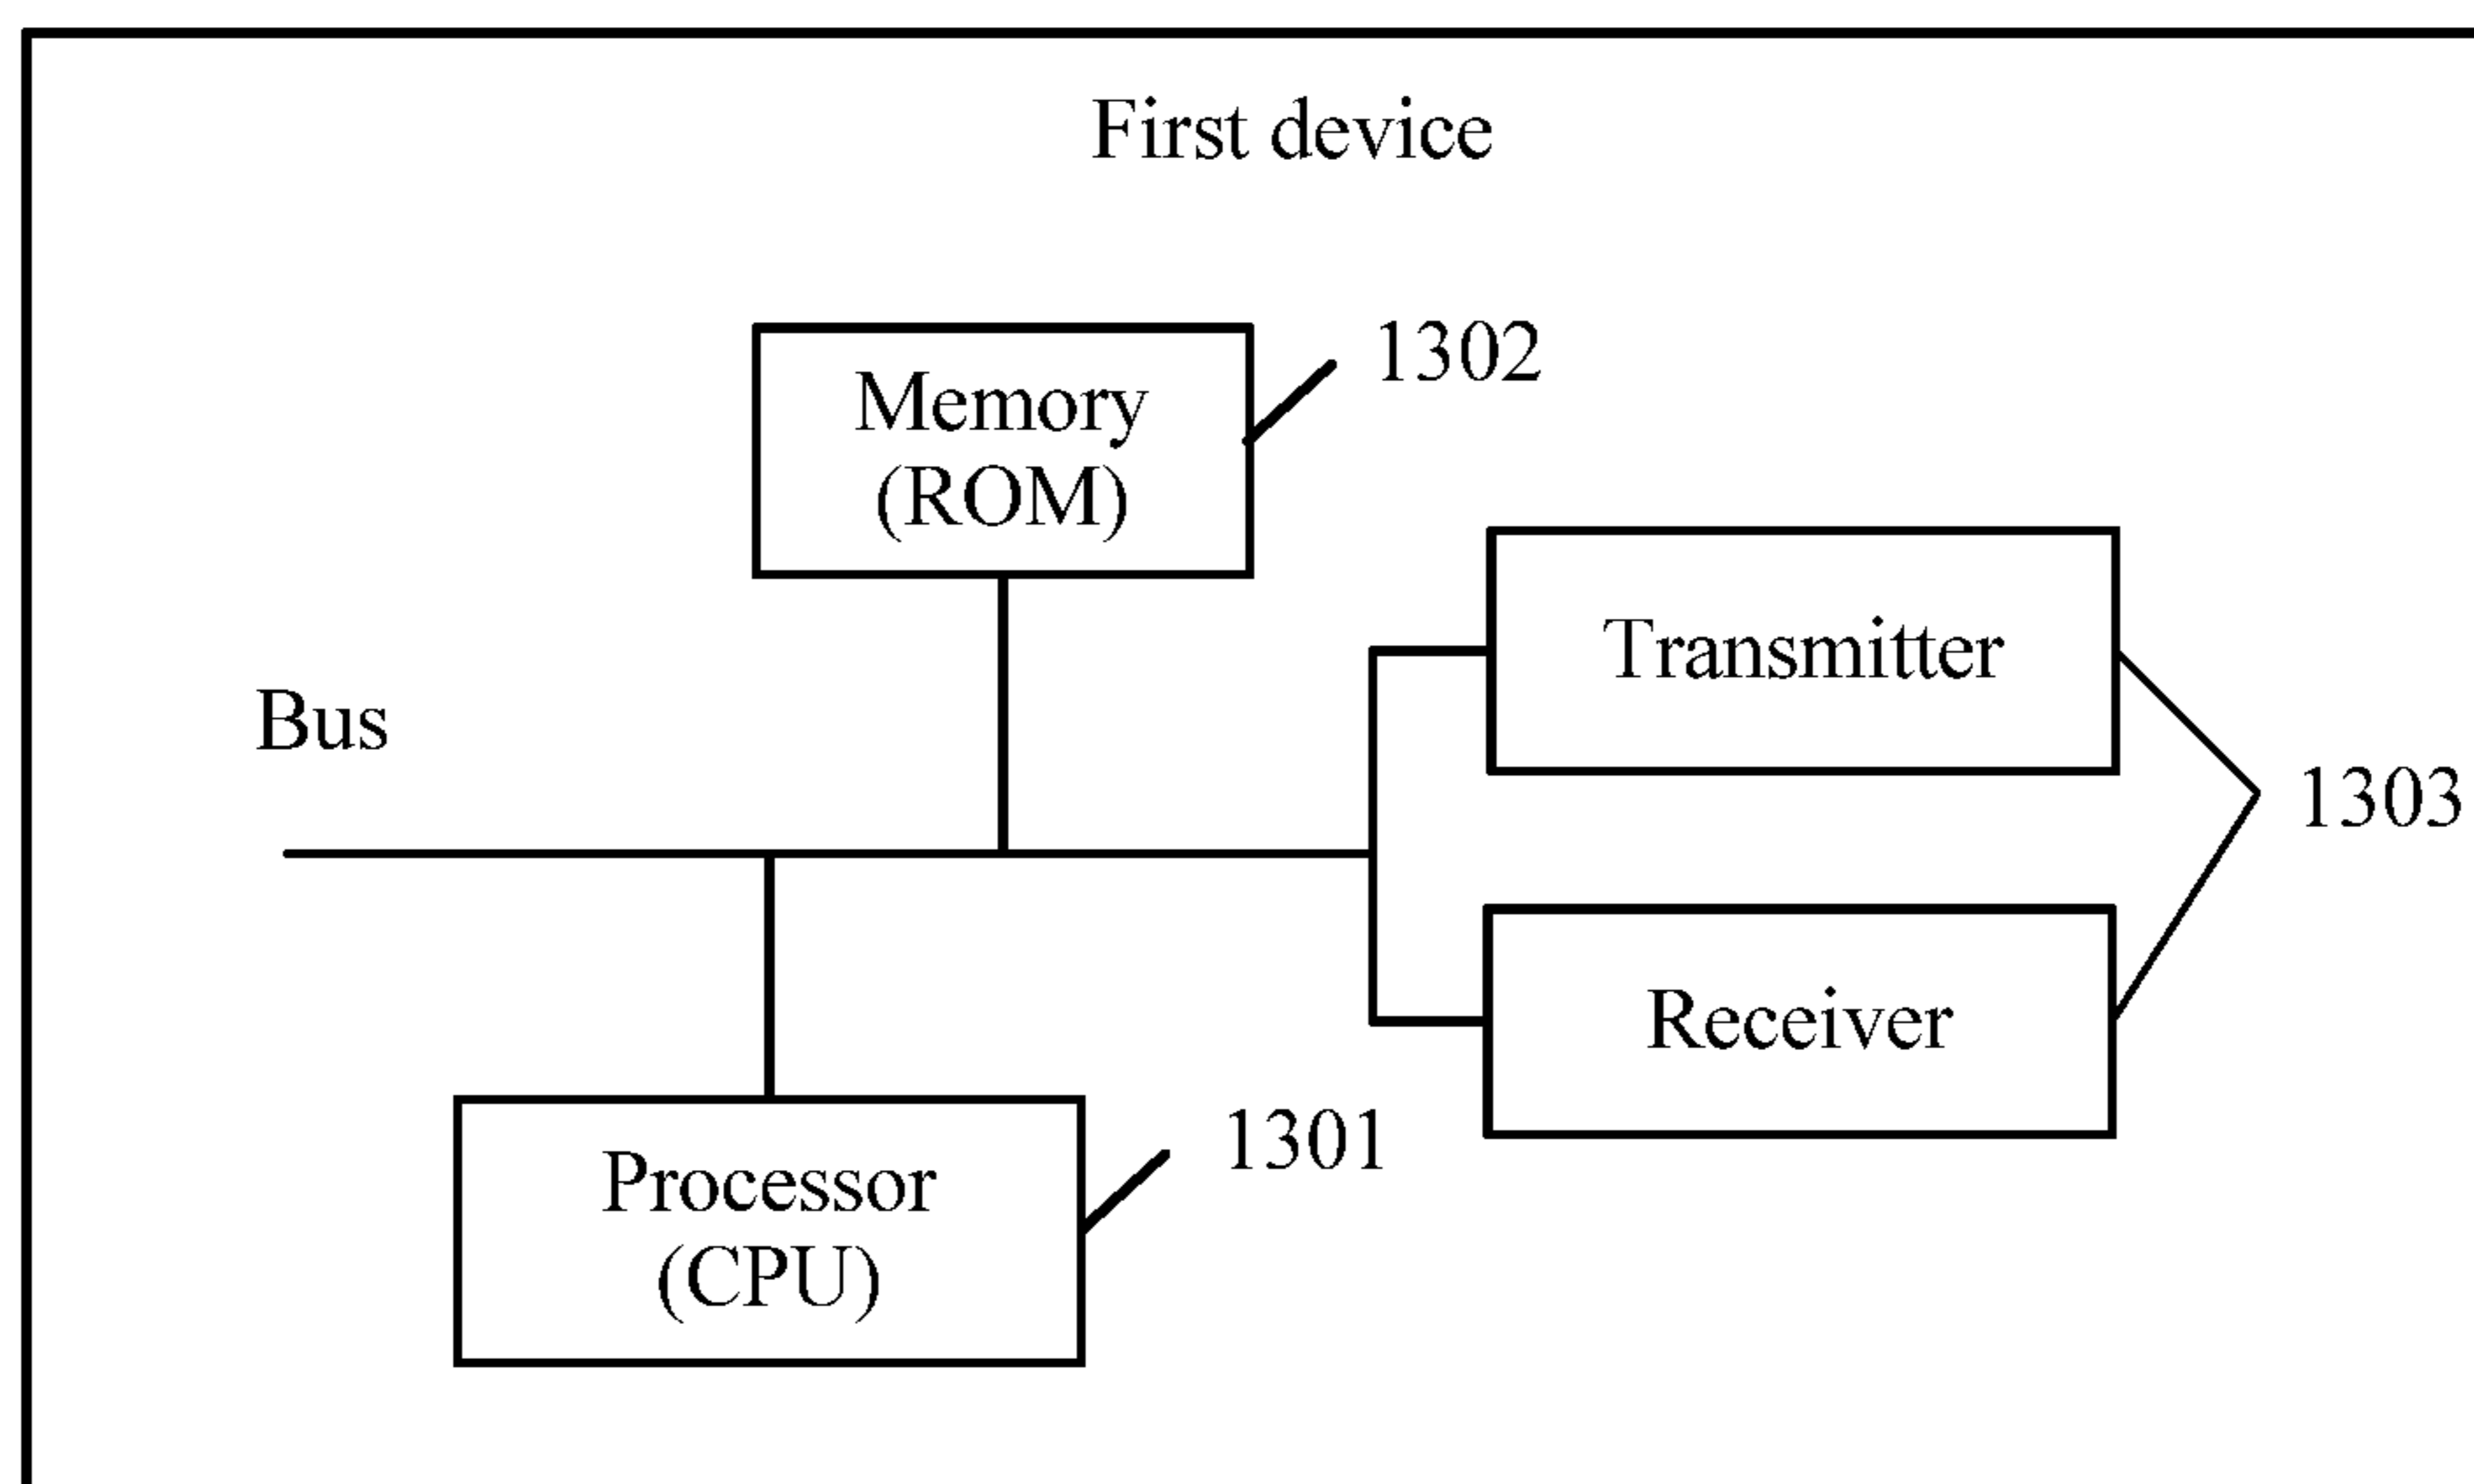 First device
Memory
(ROM)
1302
Transmitter
Bus
1303
Receiver
Processor
(CPU)
1301